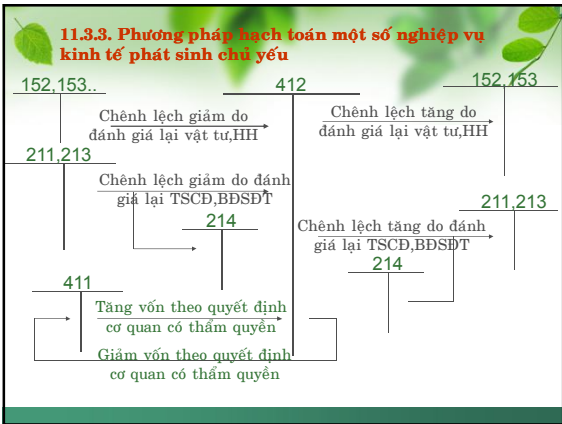 11.3.3. Phương pháp hạch toán một số nghiệp vụ
kinh tế phát sinh chủ yếu
152,153..
412
152,153
Chênh lệch giảm do
đánh giá lại vật tư,HH
Chênh lệch tăng do
đánh giá lại vật tư,HH
211,213
Chênh lệch giảm do đánh
giá lại TSCĐ,BĐSĐT
211,213
214
Chênh lệch tăng do đánh
giá lại TSCĐ,BĐSĐT
214
411
Tăng vốn theo quyết định
cơ quan có thẩm quyền
Giảm vốn theo quyết định
cơ quan có thẩm quyền